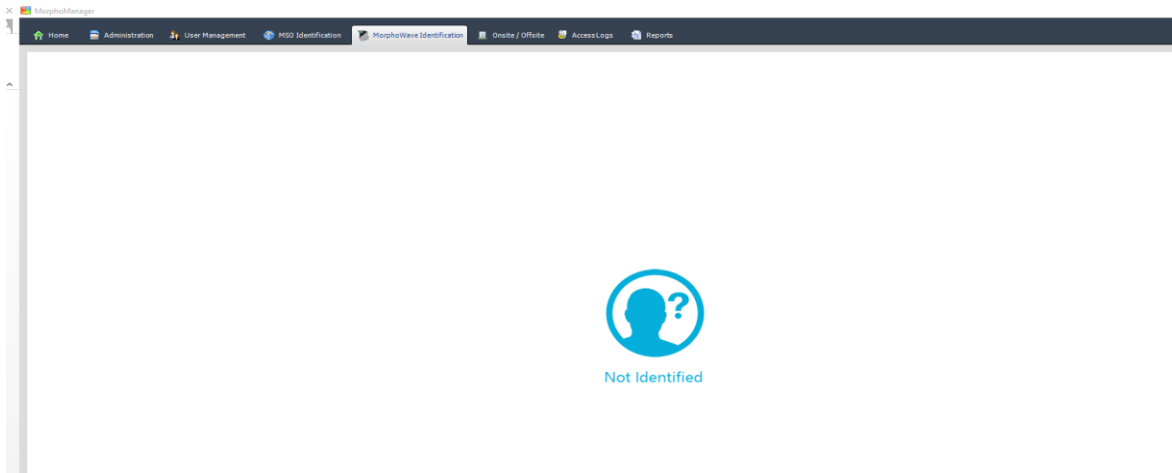 MorphoManager
Home Administration User Management MSO Identification MorphoWave Identification Onsite / Offsite Access Logs Reports
?
Not Identified